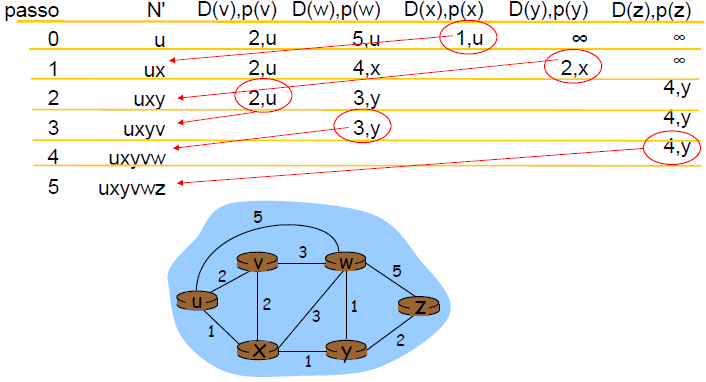 passo N' D(v),p(v) D(w),p(w) D(x),p(x) D(y),p(y) D(z),p(z)
0 u 2,u 5,u 1,u ∞ ∞
1 ux 2,u 4,x 2,x ∞
2 uxy 2,u 3,y 4,y
3 uxyv 3,y 4,y
4 uxyvw 4,y
5 uxyvwz
5
v 3 w
2 5
u 2 3 1 z
1 2
x 1 y